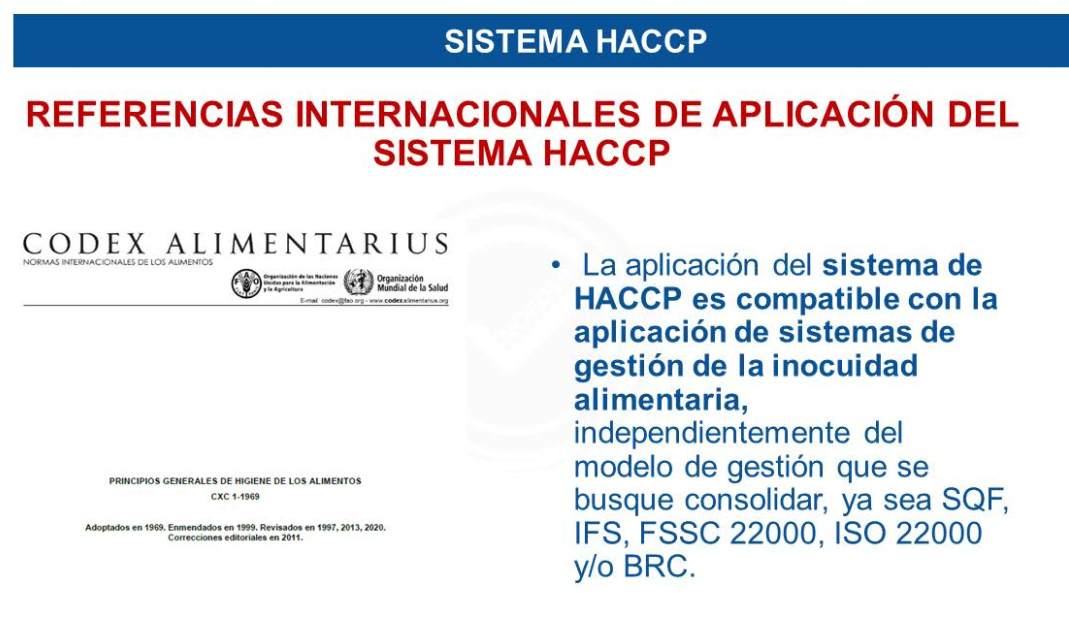 SISTEMA HACCP
REFERENCIAS INTERNACIONALES DE APLICACIÓN DEL
SISTEMA HACCP
CODEX ALIMENTARIUS
NORMAS INTERNACIONALES DE LOS ALIMENTOS
Organización de las Naciones
Unidas para la Alimentación
y la Agricultura
Organización
Mundial de la Salud
E-mail: codex@fao.org - www.codexalimentarius.org
PRINCIPIOS GENERALES DE HIGIENE DE LOS ALIMENTOS
CXC 1-1969
Adoptados en 1969. Enmendados en 1999. Revisados en 1997, 2013, 2020.
Correcciones editoriales en 2011.
• La aplicación del sistema de
HACCP es compatible con la
aplicación de sistemas de
gestión de la inocuidad
alimentaria,
independientemente del
modelo de gestión que se
busque consolidar, ya sea SQF,
IFS, FSSC 22000, ISO 22000
y/o BRC.